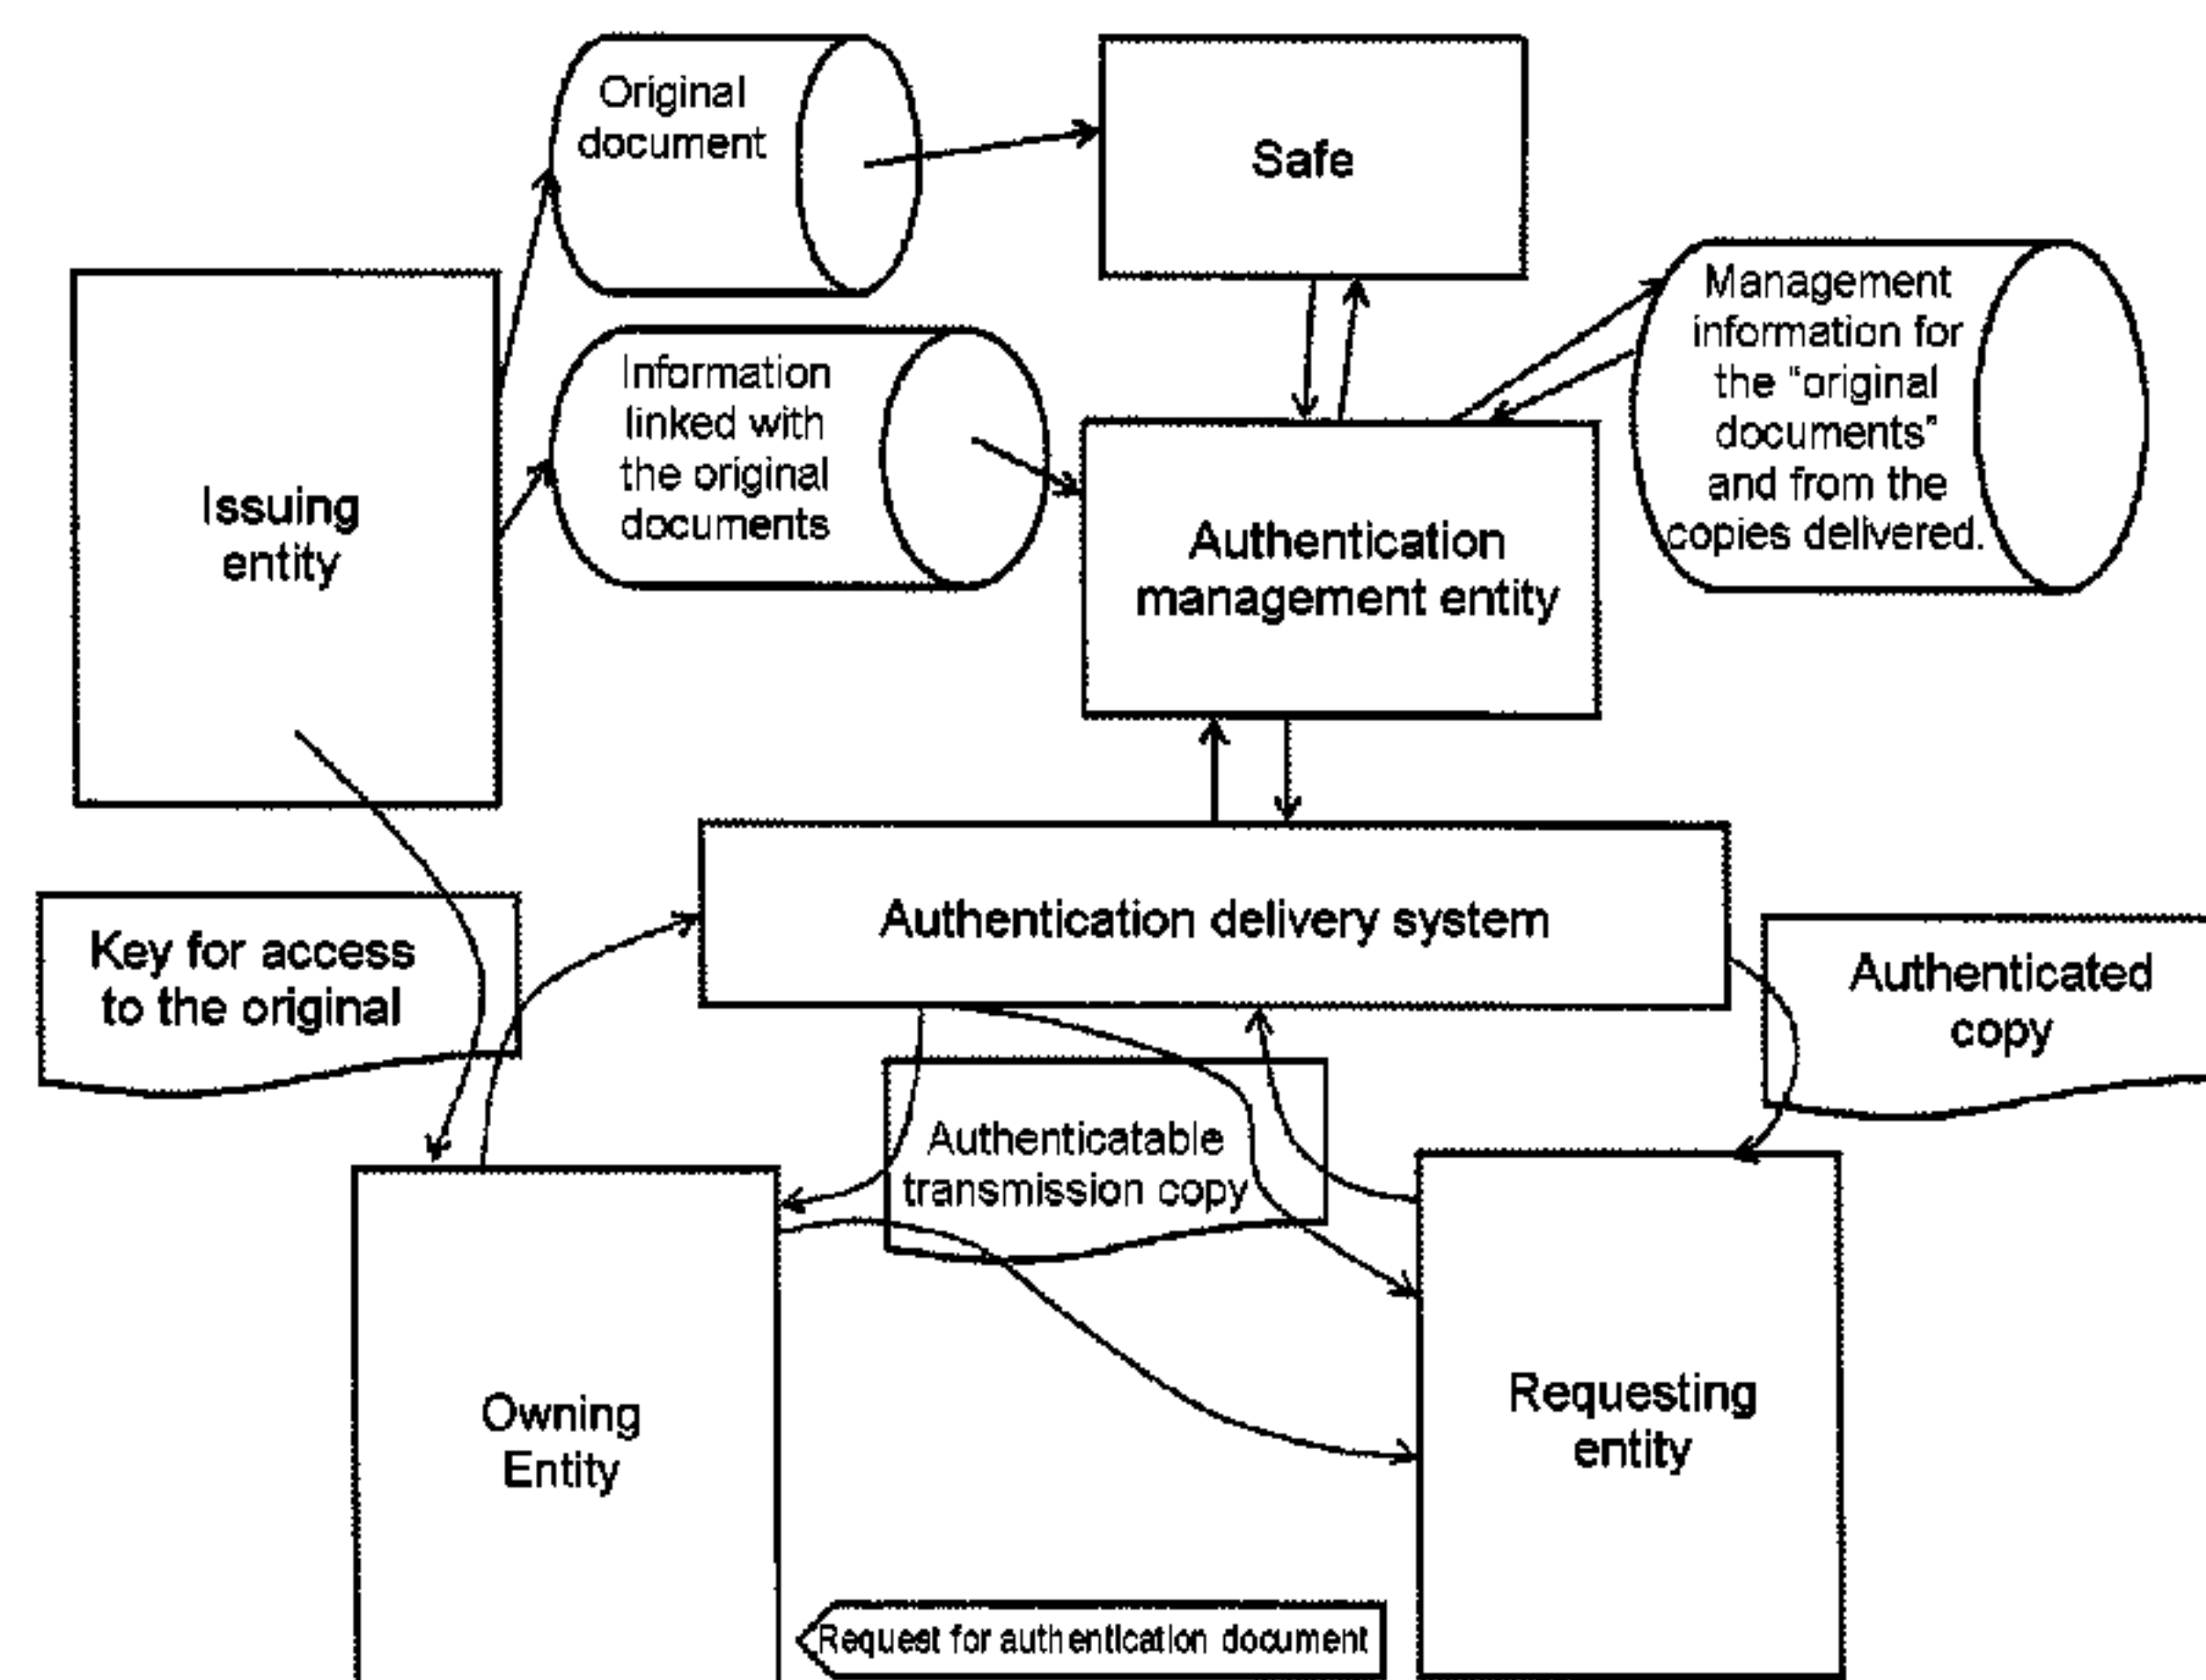 Original
document
Safe
Management
information for
the "original
documents"
and from the
copies delivered.
Information
linked with
the original
documents
Issuing
entity
Authentication
management entity
Authentication delivery system
Key for access
to the original
Authenticated
copy
Authenticatable
transmission copy
Owning
Entity
Requesting
entity
Request for authentication document